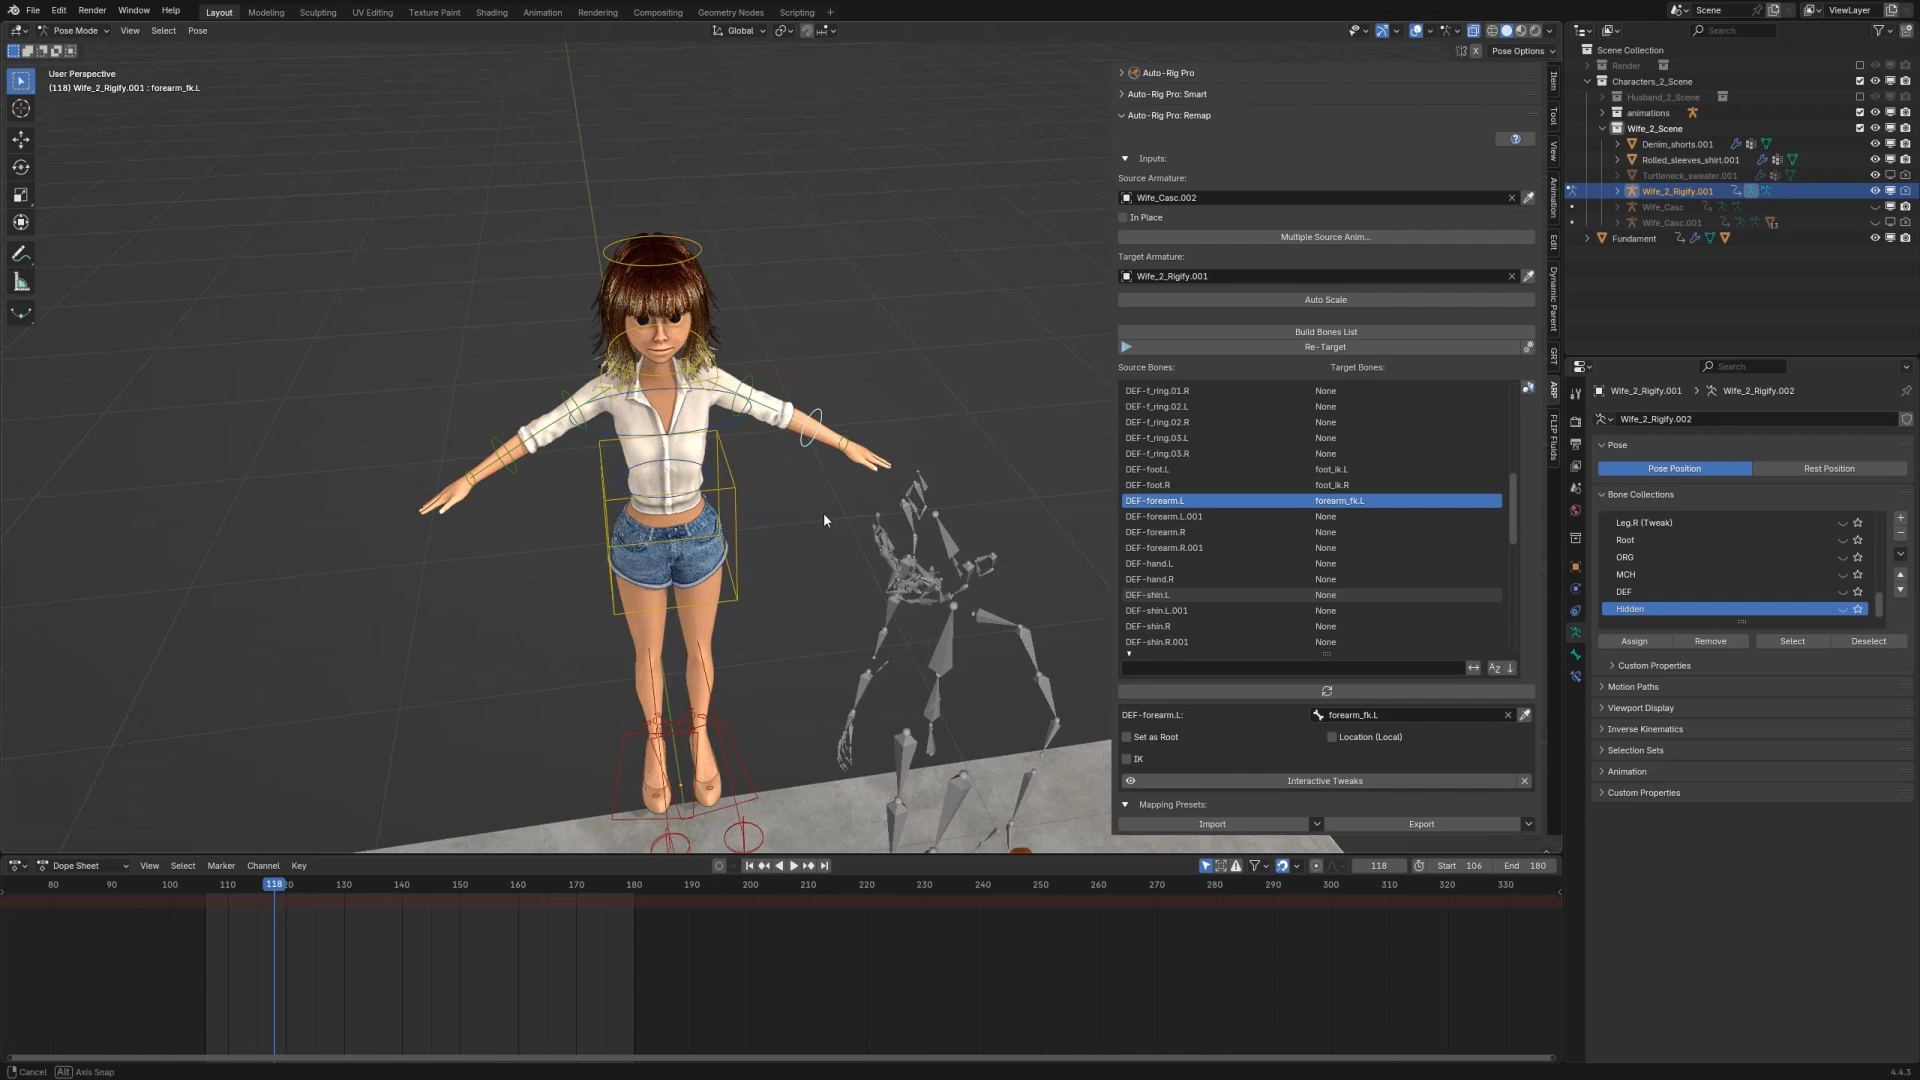 File Edit Render Window Help Layout Modeling Sculpting UV Editing Texture Paint Shading Animation Rendering Compositing Geometry Nodes Scripting + Scene ViewLayer
Pose Mode View Select Pose Global Search
X Pose Options
User Perspective
(118) Wife_2_Rigify.001 : forearm_fk.L
Auto-Rig Pro
Auto-Rig Pro: Smart
Auto-Rig Pro: Remap
Inputs:
Source Armature:
Wife_Casc.002
In Place
Multiple Source Anim...
Target Armature:
Wife_2_Rigify.001
Auto Scale
Build Bones List
Re-Target
Source Bones: Target Bones:
DEF-f_ring.01.R None
DEF-f_ring.02.L None
DEF-f_ring.02.R None
DEF-f_ring.03.L None
DEF-f_ring.03.R None
DEF-foot.L foot_ik.L
DEF-foot.R foot_ik.R
DEF-forearm.L forearm_fk.L
DEF-forearm.L.001 None
DEF-forearm.R None
DEF-forearm.R.001 None
DEF-hand.L None
DEF-hand.R None
DEF-shin.L None
DEF-shin.L.001 None
DEF-shin.R None
DEF-shin.R.001 None
DEF-forearm.L: forearm_fk.L
Set as Root Location (Local)
IK
Interactive Tweaks
Mapping Presets:
Import Export
Item
Tool
View
Animation
Edit
Dynamic Parent
GRT
ARP
FLIP Fluids
Scene Collection
Render
Characters_2_Scene
Husband_2_Scene
animations
Wife_2_Scene
Denim_shorts.001
Rolled_sleeves_shirt.001
Turtleneck_sweater.001
Wife_2_Rigify.001
Wife_Casc
Wife_Casc.001
Fundament
Search
Wife_2_Rigify.001 > Wife_2_Rigify.002
Wife_2_Rigify.002
Pose
Pose Position Rest Position
Bone Collections
Leg.R (Tweak)
Root
ORG
MCH
DEF
Hidden
Assign Remove Select Deselect
Custom Properties
Motion Paths
Viewport Display
Inverse Kinematics
Selection Sets
Animation
Custom Properties
Dope Sheet View Select Marker Channel Key 118 Start 106 End 180
80 90 100 110 118 120 130 140 150 160 170 180 190 200 210 220 230 240 250 260 270 280 290 300 310 320 330
Cancel Alt Axis Snap 4.4.3